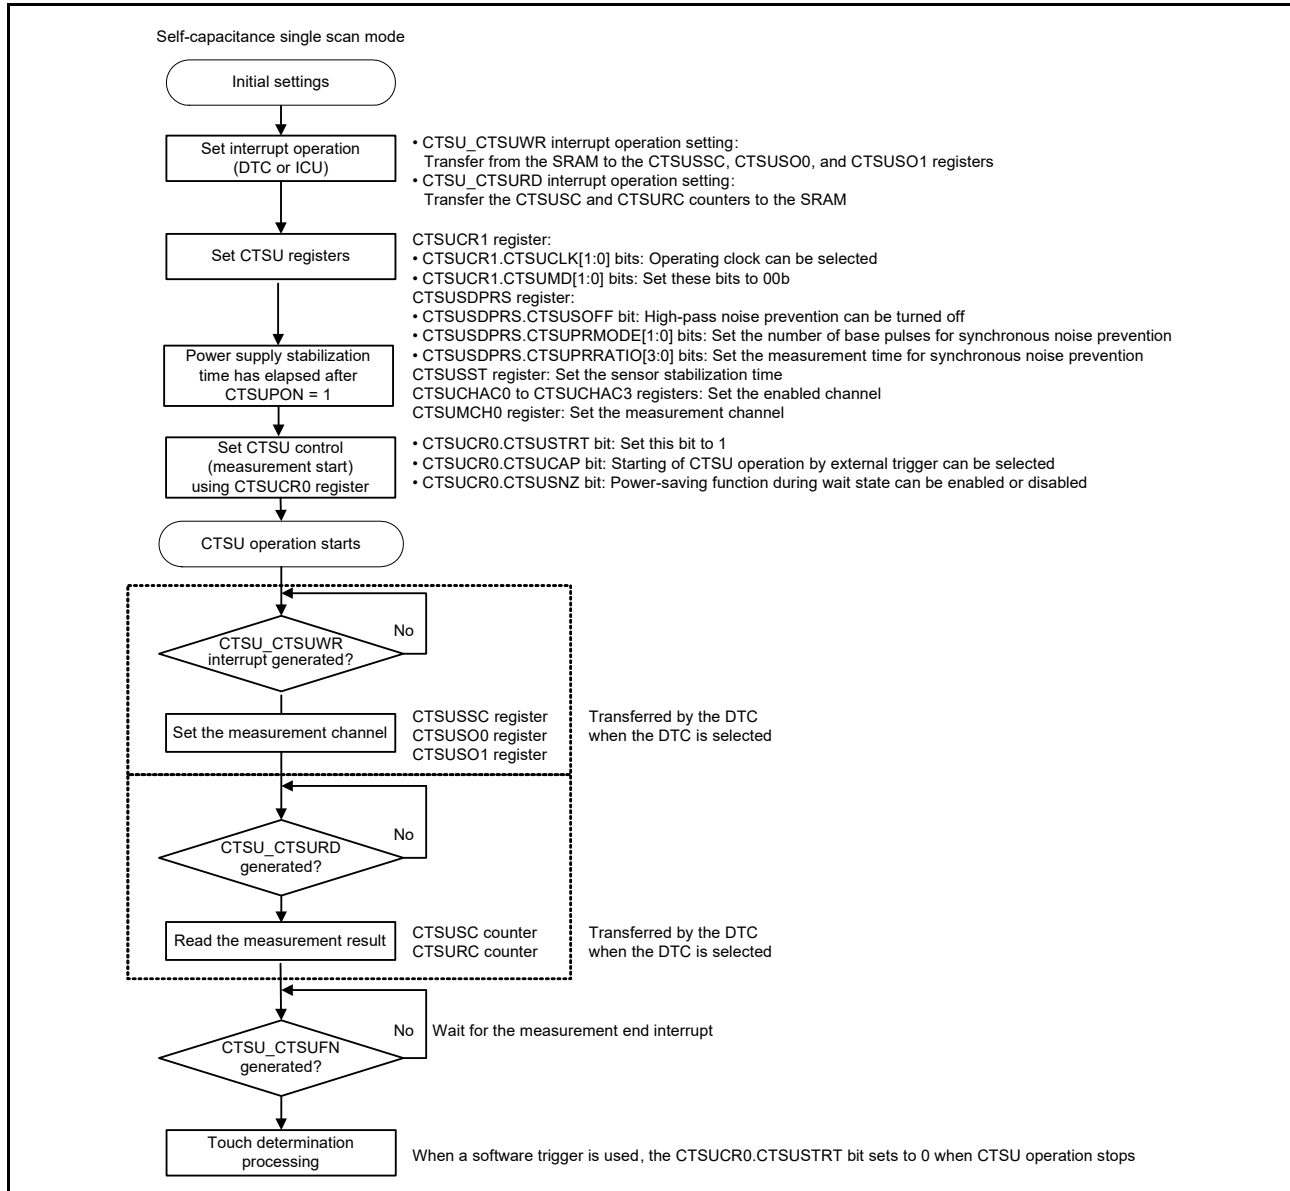 Self-capacitance single scan mode
Initial settings
Set interrupt operation
(DTC or ICU)
• CTSU_CTSUWR interrupt operation setting:
Transfer from the SRAM to the CTSUSSC, CTSUSO0, and CTSUSO1 registers
• CTSU_CTSURD interrupt operation setting:
Transfer the CTSUSC and CTSURC counters to the SRAM
Set CTSU registers
CTSUCR1 register:
• CTSUCR1.CTSUCLK[1:0] bits: Operating clock can be selected
• CTSUCR1.CTSUMD[1:0] bits: Set these bits to 00b
CTSUSDPRS register:
• CTSUSDPRS.CTSUSOFF bit: High-pass noise prevention can be turned off
• CTSUSDPRS.CTSUPRMODE[1:0] bits: Set the number of base pulses for synchronous noise prevention
• CTSUSDPRS.CTSUPRRATIO[3:0] bits: Set the measurement time for synchronous noise prevention
CTSUSST register: Set the sensor stabilization time
CTSUCHAC0 to CTSUCHAC3 registers: Set the enabled channel
CTSUMCH0 register: Set the measurement channel
Power supply stabilization
time has elapsed after
CTSUPON = 1
Set CTSU control
(measurement start)
using CTSUCR0 register
• CTSUCR0.CTSUSTRT bit: Set this bit to 1
• CTSUCR0.CTSUCAP bit: Starting of CTSU operation by external trigger can be selected
• CTSUCR0.CTSUSNZ bit: Power-saving function during wait state can be enabled or disabled
CTSU operation starts
CTSU_CTSUWR
interrupt generated?
No
Set the measurement channel
CTSUSSC register
CTSUSO0 register
CTSUSO1 register
Transferred by the DTC
when the DTC is selected
CTSU_CTSURD
generated?
No
Read the measurement result
CTSUSC counter
CTSURC counter
Transferred by the DTC
when the DTC is selected
CTSU_CTSUFN
generated?
No
Wait for the measurement end interrupt
Touch determination
processing
When a software trigger is used, the CTSUCR0.CTSUSTRT bit sets to 0 when CTSU operation stops